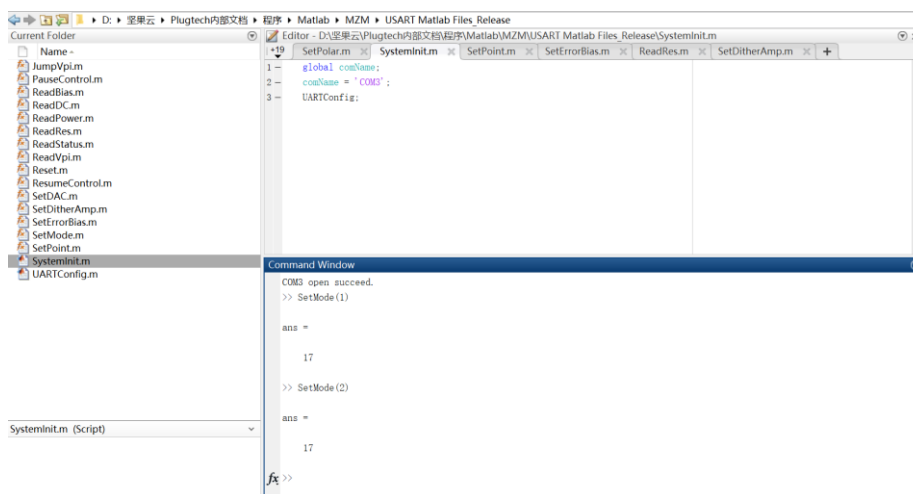 D: ▸ 坚果云 ▸ Plugtech内部文档 ▸ 程序 ▸ Matlab ▸ MZM ▸ USART Matlab Files_Release
Current Folder
Name
JumpVpi.m
PauseControl.m
ReadBias.m
ReadDC.m
ReadPower.m
ReadRes.m
ReadStatus.m
ReadVpi.m
Reset.m
ResumeControl.m
SetDAC.m
SetDitherAmp.m
SetErrorBias.m
SetMode.m
SetPoint.m
SystemInit.m
UARTConfig.m
SystemInit.m (Script)
Editor - D:\坚果云\Plugtech内部文档\程序\Matlab\MZM\USART Matlab Files_Release\SystemInit.m
+19 SetPolar.m SystemInit.m SetPoint.m SetErrorBias.m ReadRes.m SetDitherAmp.m +
1 - global comName;
2 - comName = 'COM3';
3 - UARTConfig;
Command Window
COM3 open succeed.
>> SetMode(1)
ans =
17
>> SetMode(2)
ans =
17
fx >>